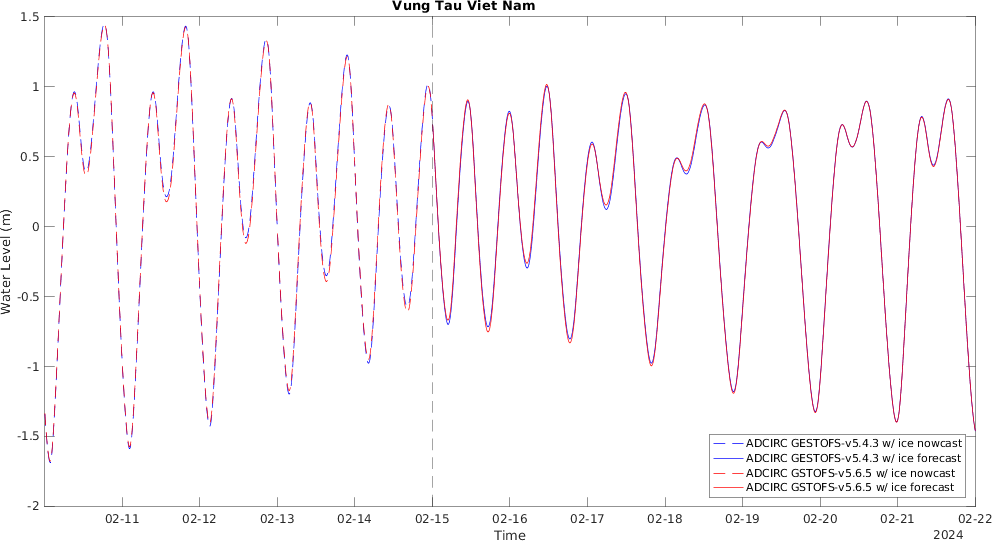 Vung Tau Viet Nam
1.5
1
0.5
0
-0.5
-1
-1.5
-2
Water Level (m)
ADCIRC GESTOFS-v5.4.3 w/ ice nowcast
ADCIRC GESTOFS-v5.4.3 w/ ice forecast
ADCIRC GSTOFS-v5.6.5 w/ ice nowcast
ADCIRC GSTOFS-v5.6.5 w/ ice forecast
02-11 02-12 02-13 02-14 02-15 02-16 02-17 02-18 02-19 02-20 02-21 02-22
Time
2024